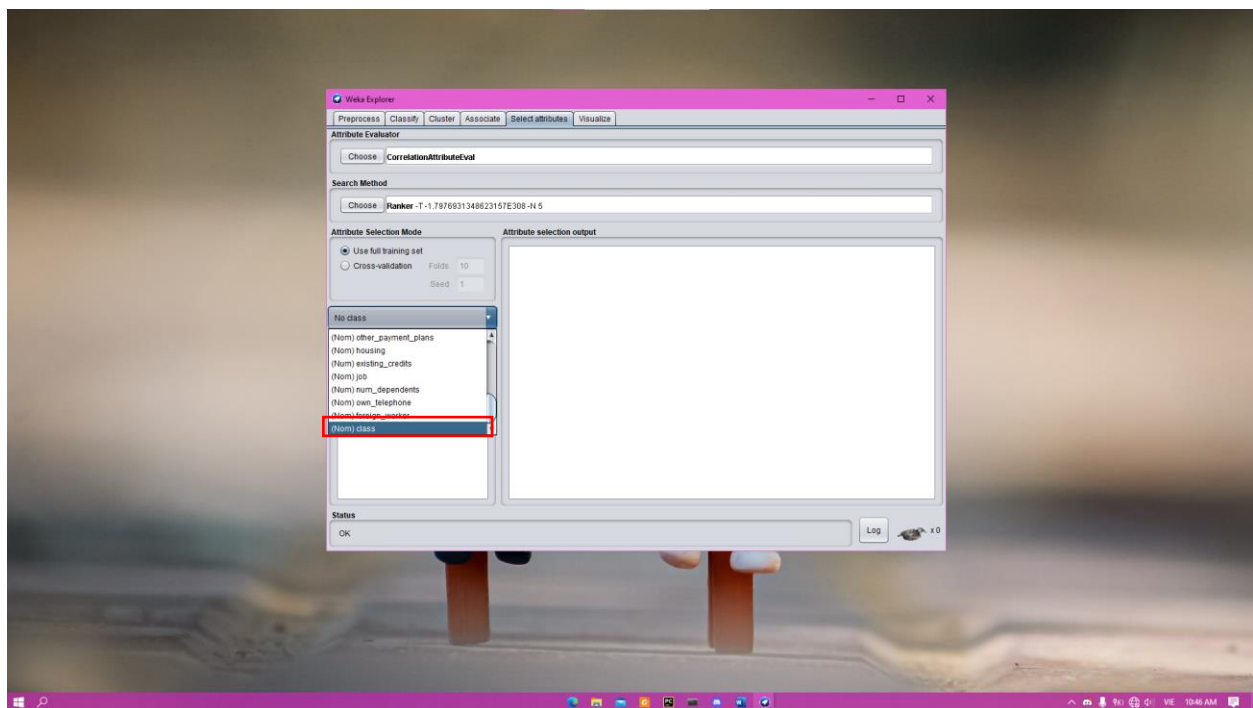 Weka Explorer
Preprocess Classify Cluster Associate Select attributes Visualize
Attribute Evaluator
Choose CorrelationAttributeEval
Search Method
Choose Ranker -T -1.7976931348623157E308 -N 5
Attribute Selection Mode
Use full training set
Cross-validation Folds 10
Seed 1
Attribute selection output
No class
(Nom) other_payment_plans
(Nom) housing
(Num) existing_credits
(Nom) job
(Num) num_dependents
(Nom) own_telephone
(Nom) foreign_worker
(Nom) class
Status
OK
Log
x 0
VIE 10:46 AM